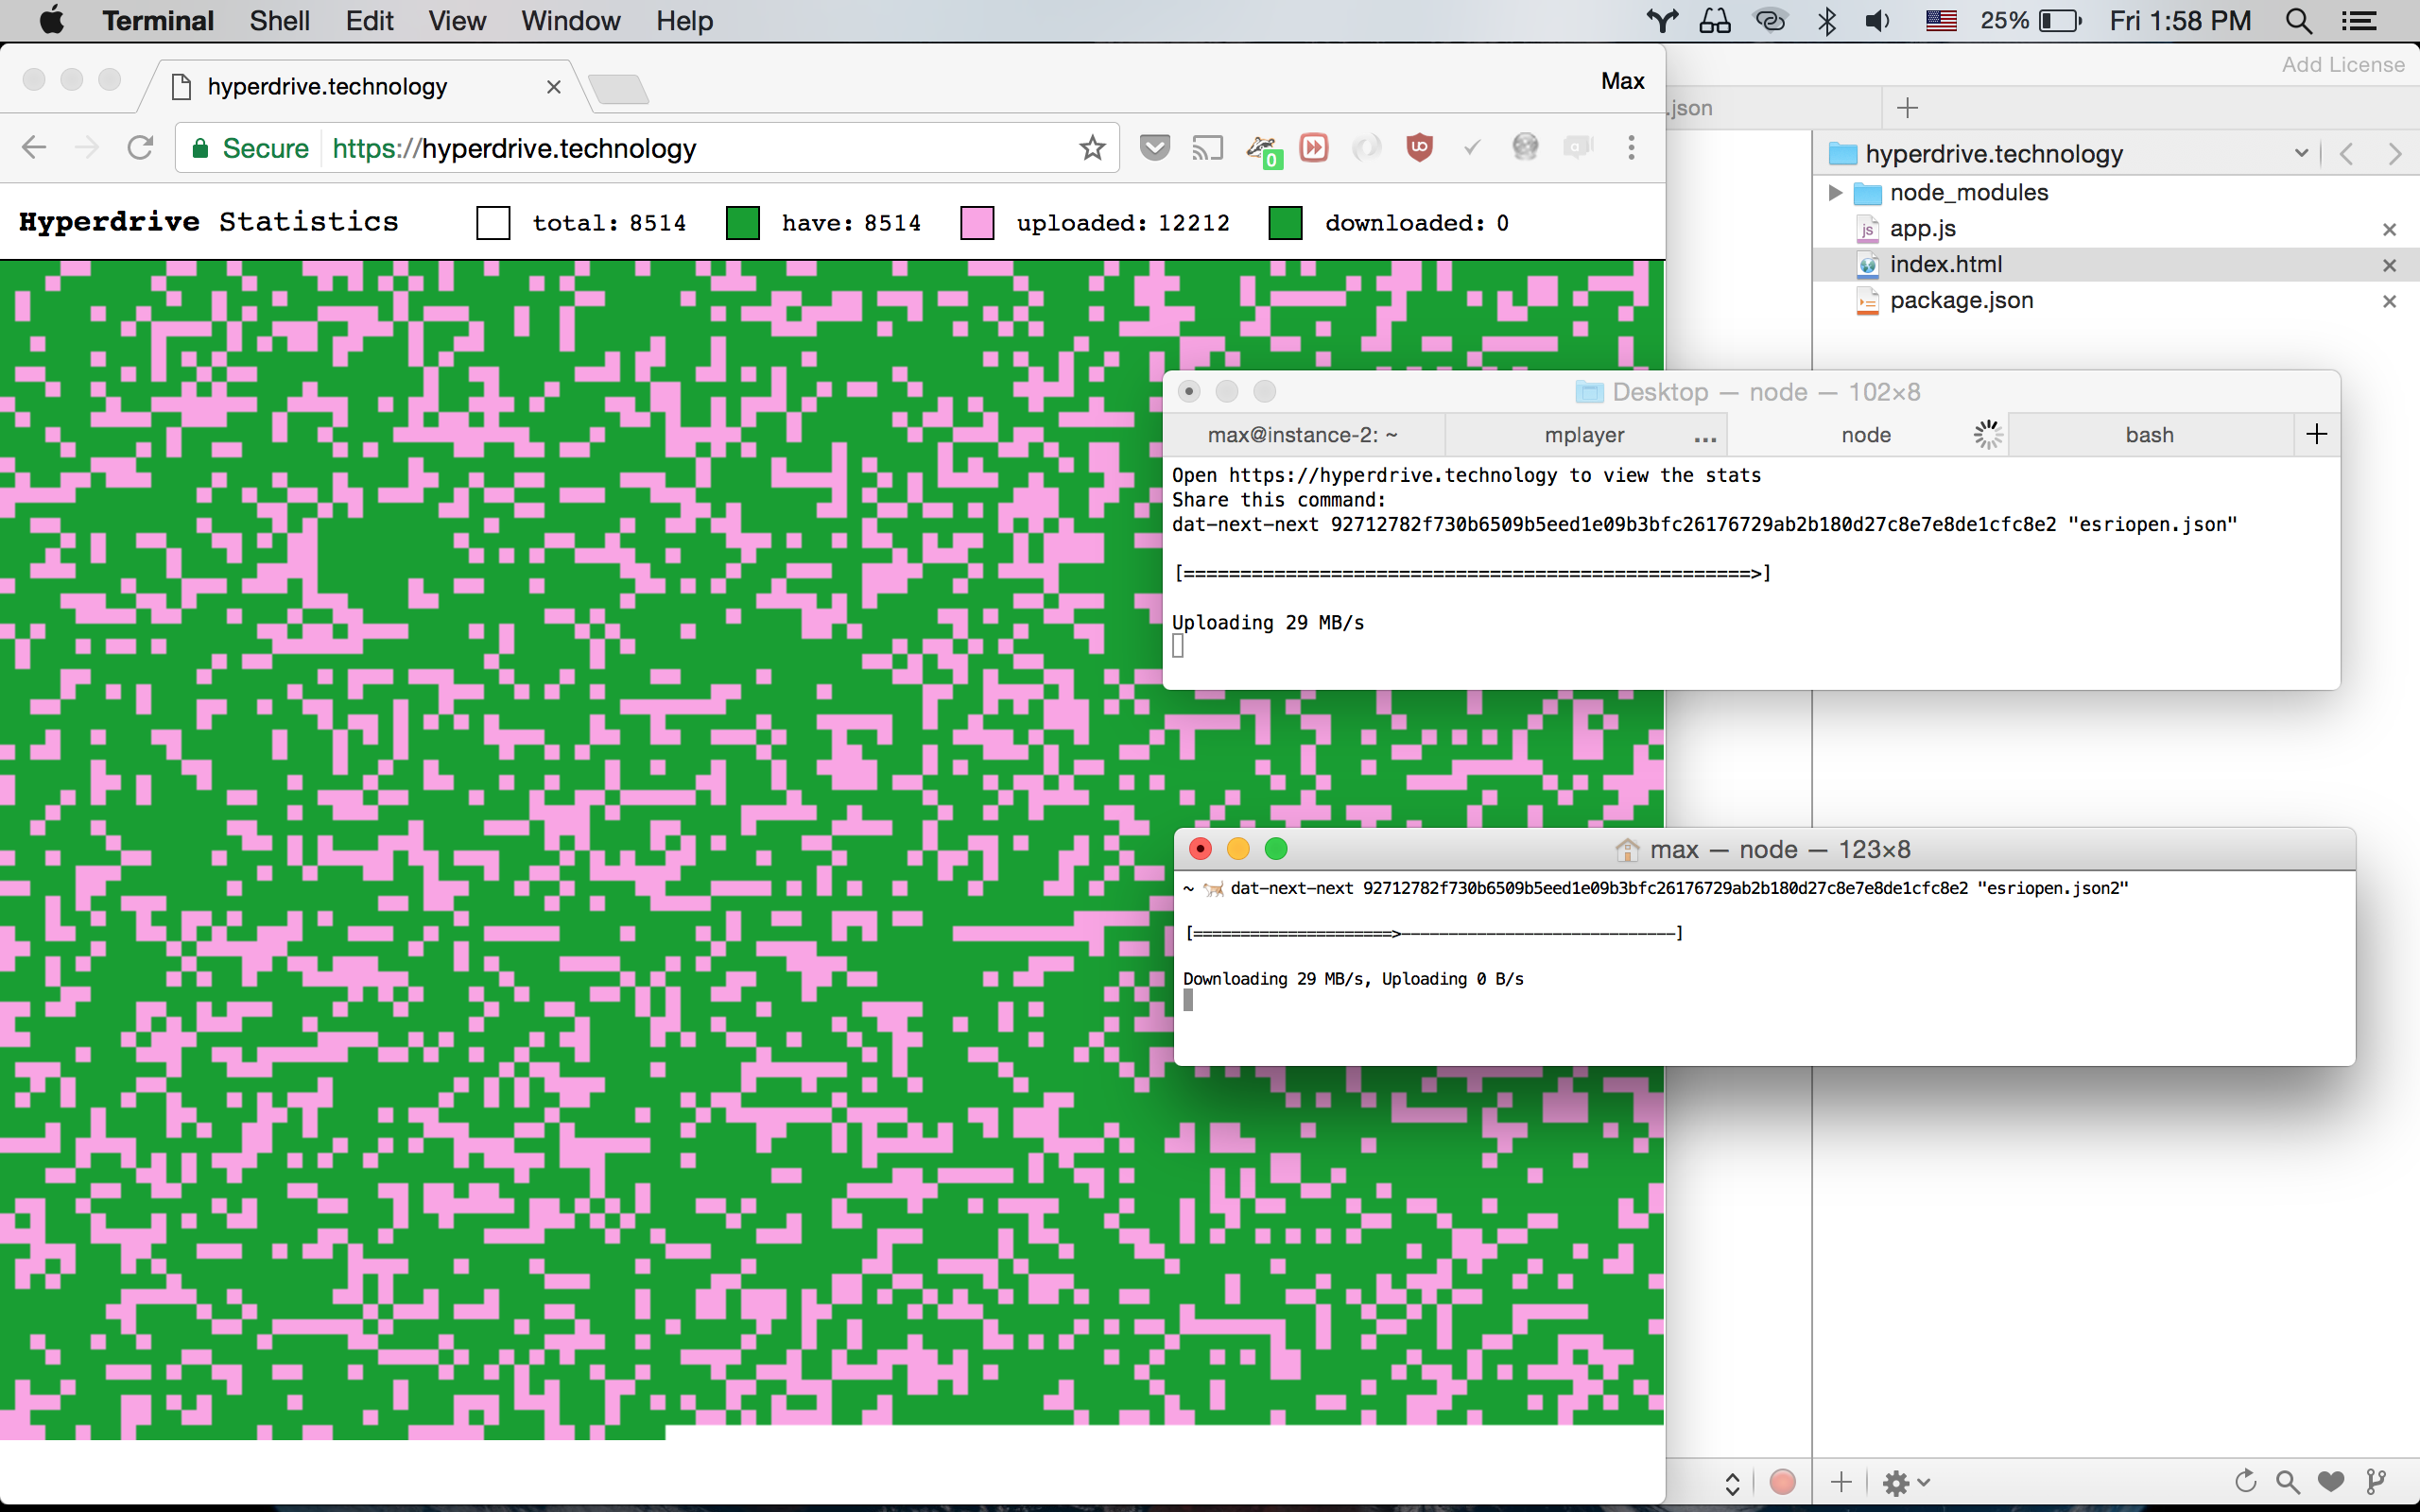 Terminal Shell Edit View Window Help 25% Fri 1:58 PM
Add License
hyperdrive.technology Max
.json
Secure https://hyperdrive.technology
0
Hyperdrive Statistics total: 8514 have: 8514 uploaded: 12212 downloaded: 0
hyperdrive.technology
node_modules
app.js
index.html
package.json
Desktop — node — 102×8
max@instance-2: ~ mplayer ... node bash
Open https://hyperdrive.technology to view the stats
Share this command:
dat-next-next 92712782f730b6509b5eed1e09b3bfc26176729ab2b180d27c8e7e8de1cfc8e2 "esriopen.json"
[==================================================>]
Uploading 29 MB/s
max — node — 123×8
~ 🐈 dat-next-next 92712782f730b6509b5eed1e09b3bfc26176729ab2b180d27c8e7e8de1cfc8e2 "esriopen.json2"
[=====================>-----------------------------]
Downloading 29 MB/s, Uploading 0 B/s